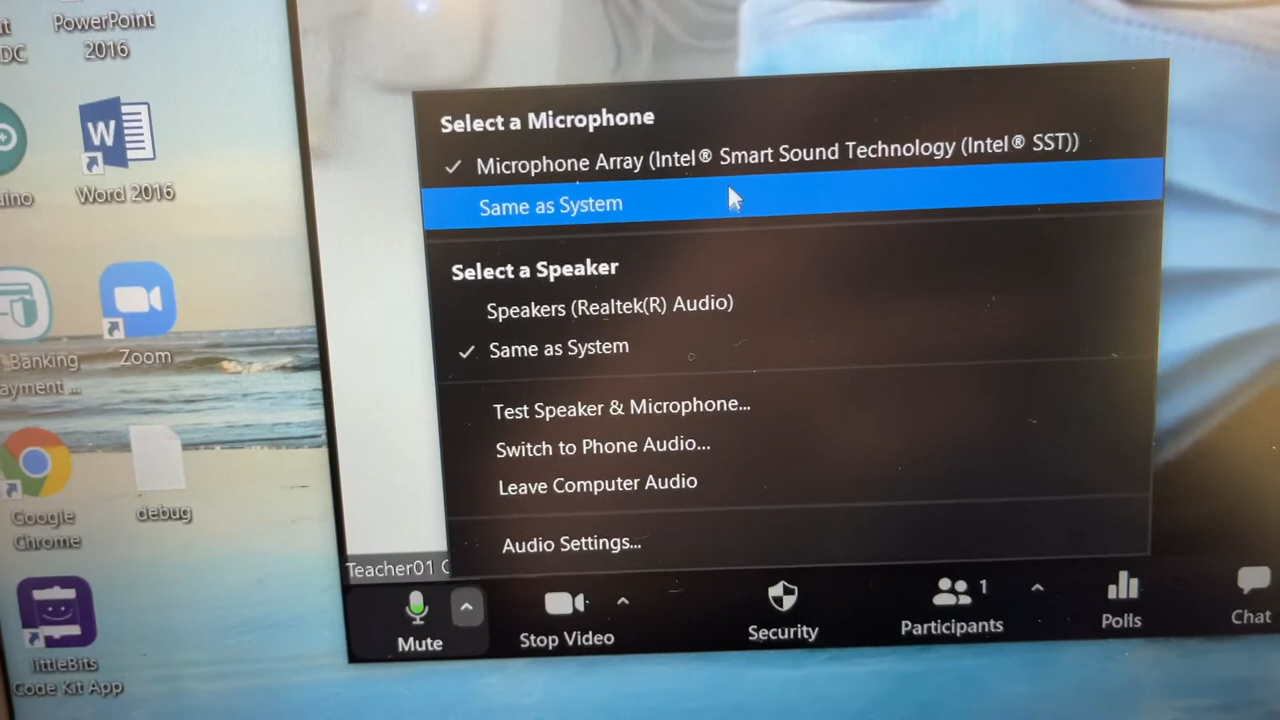 PowerPoint
2016
DC
W
Word 2016
Zoom
Banking
Google
Chrome
debug
littleBits
Code Kit App
Select a Microphone
Microphone Array (Intel® Smart Sound Technology (Intel® SST))
Same as System
Select a Speaker
Speakers (Realtek(R) Audio)
Same as System
Test Speaker & Microphone...
Switch to Phone Audio...
Leave Computer Audio
Audio Settings...
Teacher01
Mute
Stop Video
Security
Participants
1
Polls
Chat